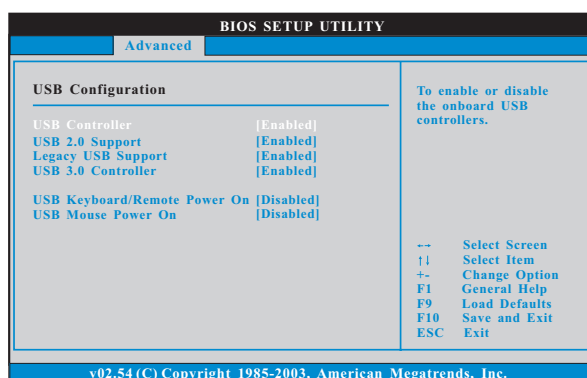 BIOS SETUP UTILITY
Advanced
USB Configuration
USB Controller [Enabled]
USB 2.0 Support [Enabled]
Legacy USB Support [Enabled]
USB 3.0 Controller [Enabled]
USB Keyboard/Remote Power On [Disabled]
USB Mouse Power On [Disabled]
To enable or disable
the onboard USB
controllers.
←→ Select Screen
↑↓ Select Item
+- Change Option
F1 General Help
F9 Load Defaults
F10 Save and Exit
ESC Exit
v02.54 (C) Copyright 1985-2003, American Megatrends, Inc.